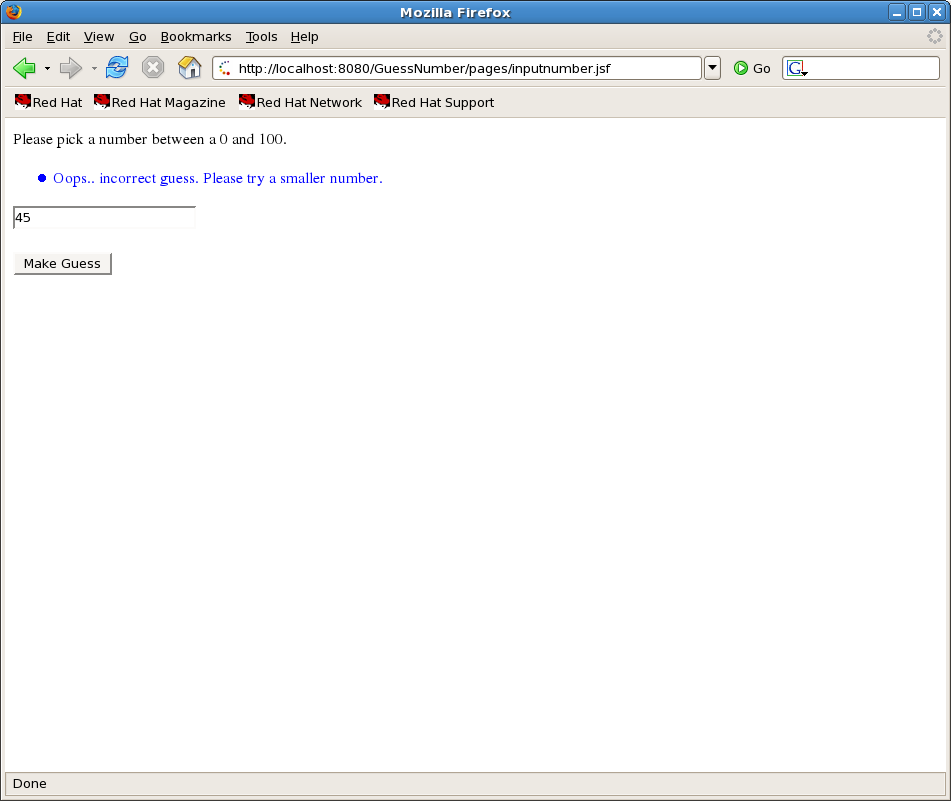 Mozilla Firefox
File Edit View Go Bookmarks Tools Help
http://localhost:8080/GuessNumber/pages/inputnumber.jsf Go G
Red Hat Red Hat Magazine Red Hat Network Red Hat Support
Please pick a number between a 0 and 100.
Oops.. incorrect guess. Please try a smaller number.
45
Make Guess
Done